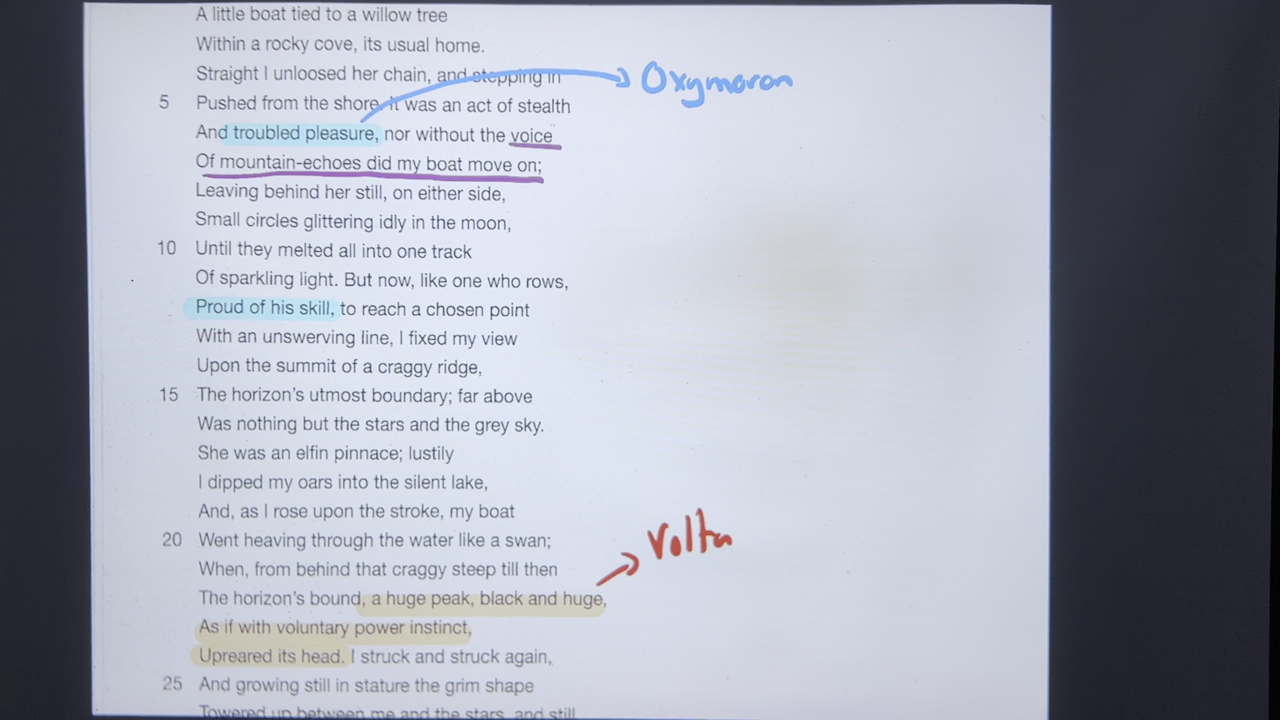 A little boat tied to a willow tree
Within a rocky cove, its usual home.
Straight I unloosed her chain, and stepping in
Oxymoron
5 Pushed from the shore. It was an act of stealth
And troubled pleasure, nor without the voice
Of mountain-echoes did my boat move on;
Leaving behind her still, on either side,
Small circles glittering idly in the moon,
10 Until they melted all into one track
Of sparkling light. But now, like one who rows,
Proud of his skill, to reach a chosen point
With an unswerving line, I fixed my view
Upon the summit of a craggy ridge,
15 The horizon's utmost boundary; far above
Was nothing but the stars and the grey sky.
She was an elfin pinnace; lustily
I dipped my oars into the silent lake,
And, as I rose upon the stroke, my boat
20 Went heaving through the water like a swan;
Volta
When, from behind that craggy steep till then
The horizon's bound, a huge peak, black and huge,
As if with voluntary power instinct,
Upreared its head. I struck and struck again,
25 And growing still in stature the grim shape
Towered up between me and the stars, and still,